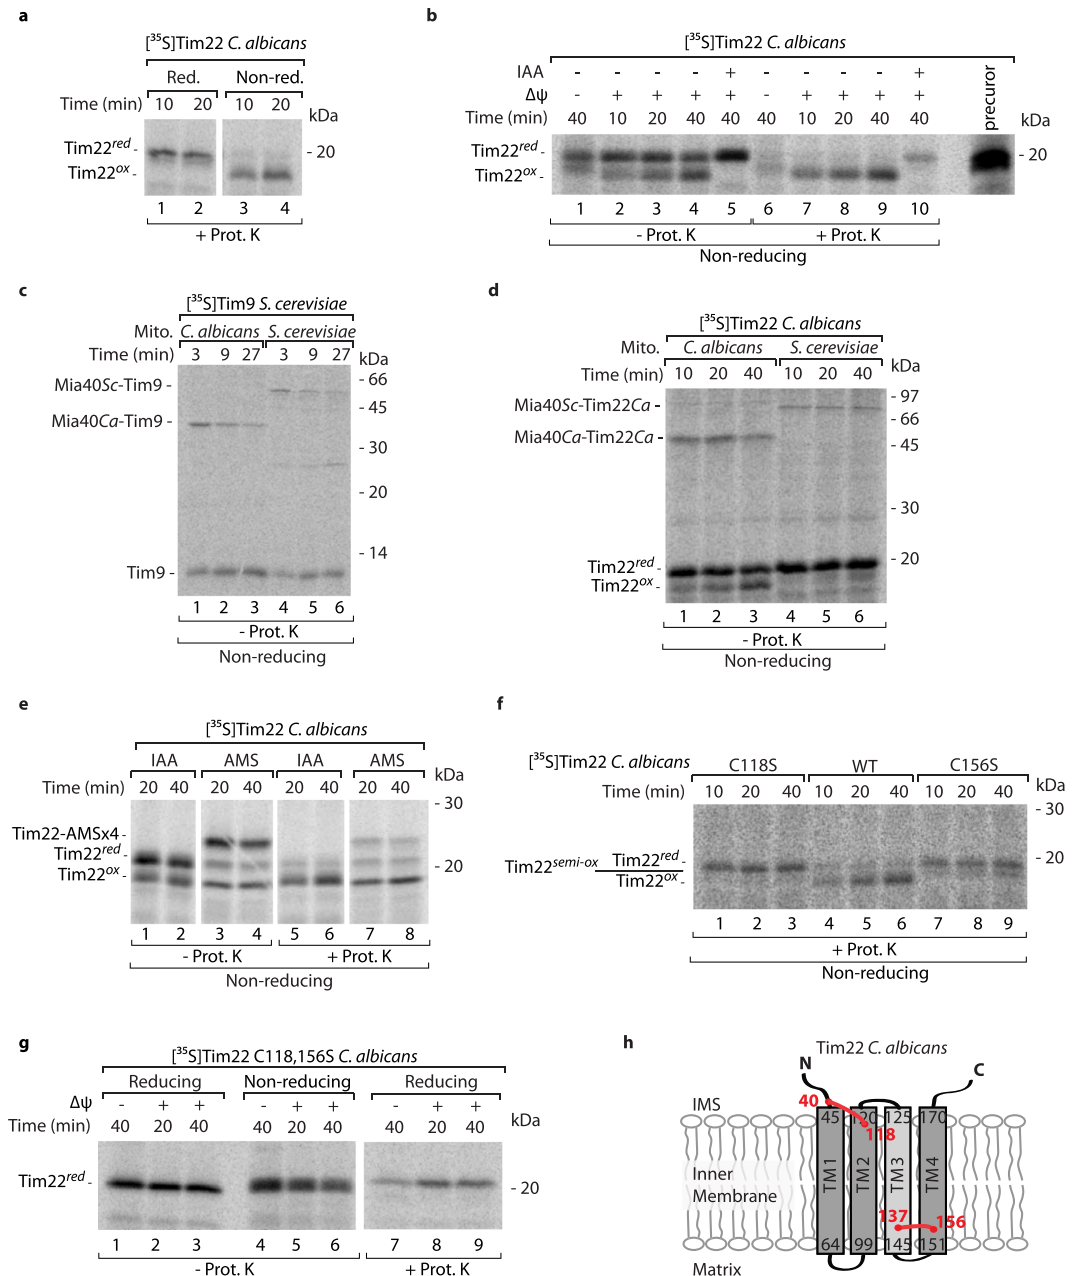 a
[³⁵S]Tim22 C. albicans
Red. Non-red.
Time (min) 10 20 10 20 kDa
Tim22red - - 20
Tim22ox -
1 2 3 4
+ Prot. K
b
[³⁵S]Tim22 C. albicans
IAA - - - - + - - - - +
Δψ - + + + + - + + + +
Time (min) 40 10 20 40 40 40 10 20 40 40 precuror kDa
Tim22red - - 20
Tim22ox -
1 2 3 4 5 6 7 8 9 10
- Prot. K + Prot. K
Non-reducing
c
[³⁵S]Tim9 S. cerevisiae
Mito. C. albicans S. cerevisiae
Time (min) 3 9 27 3 9 27 kDa
Mia40Sc-Tim9 - - 66
- 45
Mia40Ca-Tim9 -
- 30
- 20
- 14
Tim9 -
1 2 3 4 5 6
- Prot. K
Non-reducing
d
[³⁵S]Tim22 C. albicans
Mito. C. albicans S. cerevisiae
Time (min) 10 20 40 10 20 40 kDa
- 97
Mia40Sc-Tim22Ca - - 66
Mia40Ca-Tim22Ca - - 45
- 30
Tim22red - - 20
Tim22ox -
1 2 3 4 5 6
- Prot. K
Non-reducing
e
[³⁵S]Tim22 C. albicans
IAA AMS IAA AMS
Time (min) 20 40 20 40 20 40 20 40 kDa
- 30
Tim22-AMSx4 -
Tim22red -
- 20
Tim22ox -
1 2 3 4 5 6 7 8
- Prot. K + Prot. K
Non-reducing
f
[³⁵S]Tim22 C. albicans C118S WT C156S
Time (min) 10 20 40 10 20 40 10 20 40 kDa
- 30
Tim22semi-ox Tim22red - - 20
Tim22ox -
1 2 3 4 5 6 7 8 9
+ Prot. K
Non-reducing
g
[³⁵S]Tim22 C118,156S C. albicans
Reducing Non-reducing Reducing
Δψ - + + - + + - + +
Time (min) 40 20 40 40 20 40 40 20 40 kDa
Tim22red - - 20
1 2 3 4 5 6 7 8 9
- Prot. K + Prot. K
h
Tim22 C. albicans
N C
40
IMS
45 120 125 170
118
TM1 TM2 TM3 TM4
Inner
Membrane
137 156
64 99 145 151
Matrix